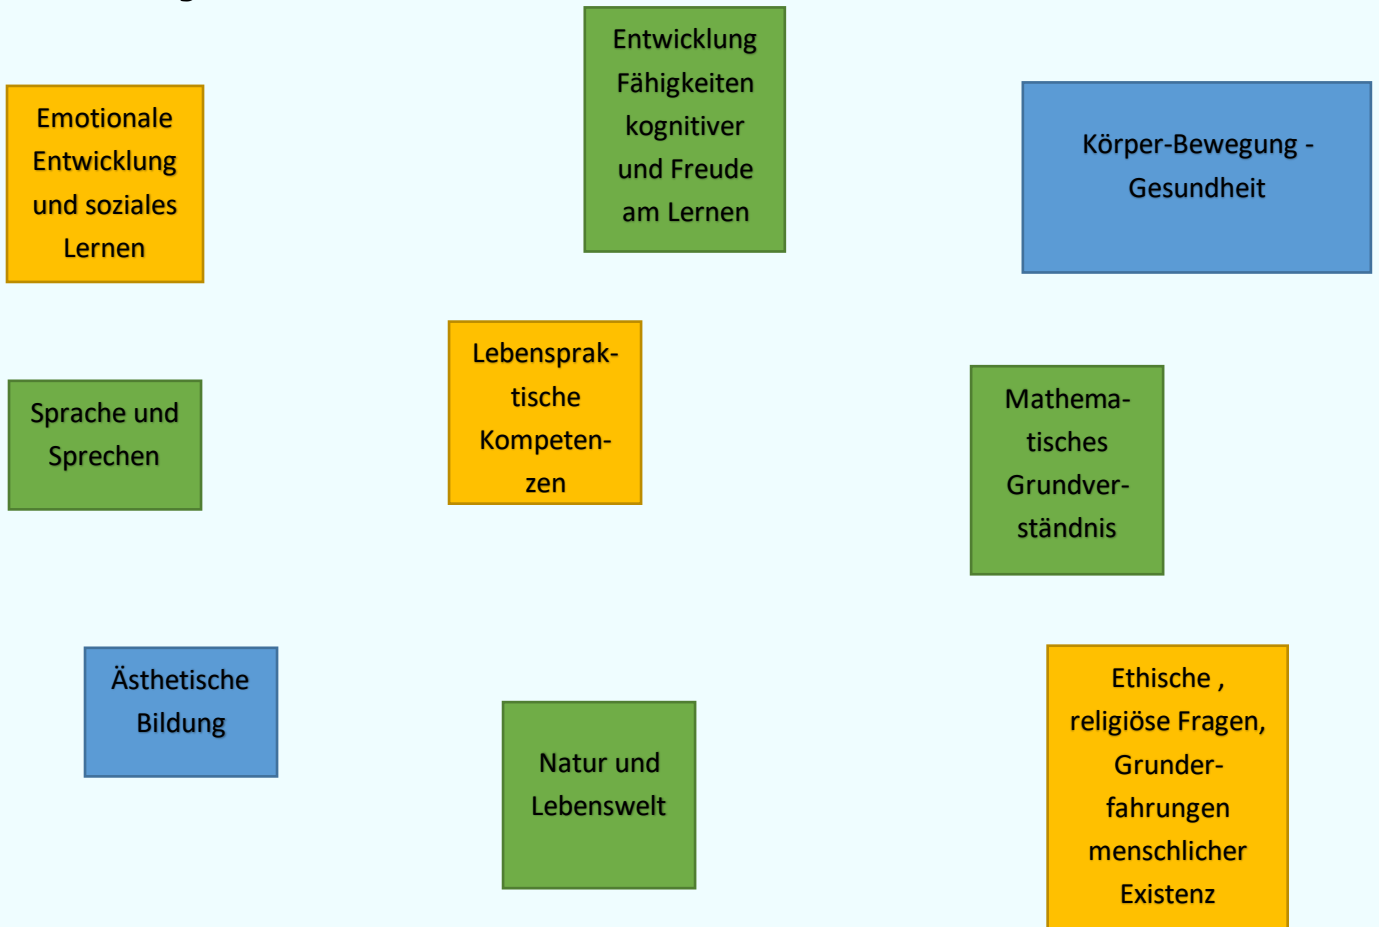 Entwicklung
Fähigkeiten
kognitiver
und Freude
am Lernen
Emotionale
Entwicklung
und soziales
Lernen
Körper-Bewegung -
Gesundheit
Lebensprak-
tische
Kompeten-
zen
Sprache und
Sprechen
Mathema-
tisches
Grundver-
ständnis
Ästhetische
Bildung
Natur und
Lebenswelt
Ethische ,
religiöse Fragen,
Grunder-
fahrungen
menschlicher
Existenz